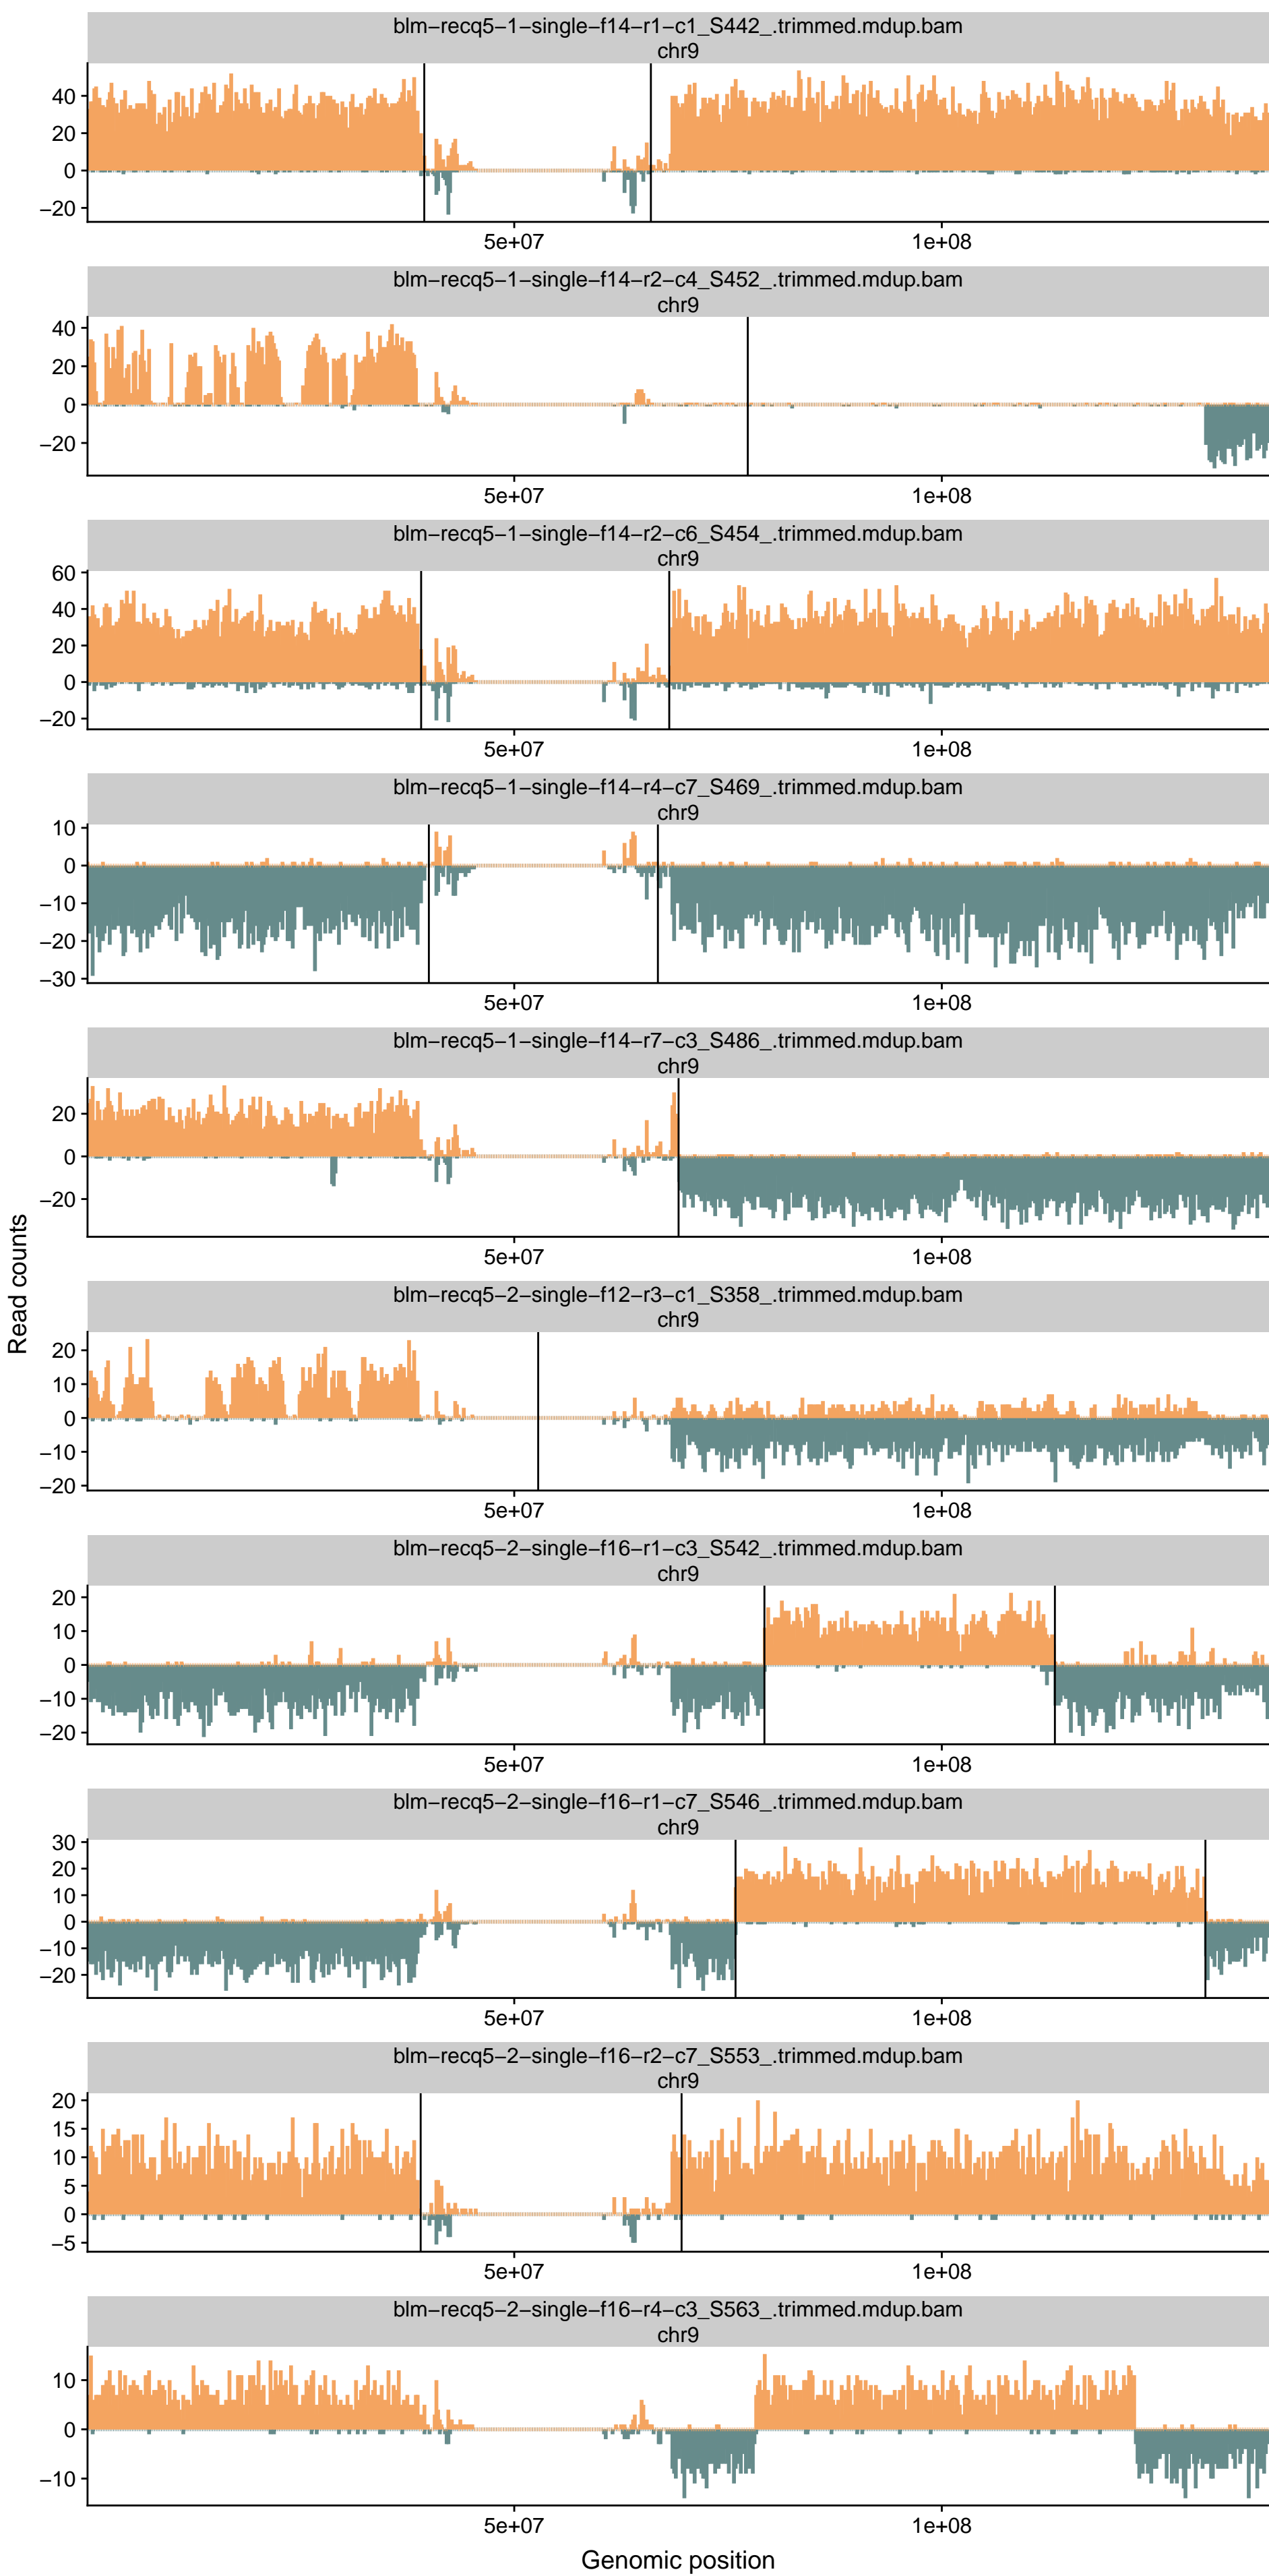 blm−recq5−1−single−f14−r1−c1_S442_.trimmed.mdup.bam
chr9
40
20
0
−20
5e+07 1e+08
blm−recq5−1−single−f14−r2−c4_S452_.trimmed.mdup.bam
chr9
40
20
0
−20
5e+07 1e+08
blm−recq5−1−single−f14−r2−c6_S454_.trimmed.mdup.bam
chr9
60
40
20
0
−20
5e+07 1e+08
blm−recq5−1−single−f14−r4−c7_S469_.trimmed.mdup.bam
chr9
10
0
−10
−20
−30
5e+07 1e+08
blm−recq5−1−single−f14−r7−c3_S486_.trimmed.mdup.bam
chr9
20
0
−20
5e+07 1e+08
Read counts
blm−recq5−2−single−f12−r3−c1_S358_.trimmed.mdup.bam
chr9
20
10
0
−10
−20
5e+07 1e+08
blm−recq5−2−single−f16−r1−c3_S542_.trimmed.mdup.bam
chr9
20
10
0
−10
−20
5e+07 1e+08
blm−recq5−2−single−f16−r1−c7_S546_.trimmed.mdup.bam
chr9
30
20
10
0
−10
−20
5e+07 1e+08
blm−recq5−2−single−f16−r2−c7_S553_.trimmed.mdup.bam
chr9
20
15
10
5
0
−5
5e+07 1e+08
blm−recq5−2−single−f16−r4−c3_S563_.trimmed.mdup.bam
chr9
10
0
−10
5e+07 1e+08
Genomic position